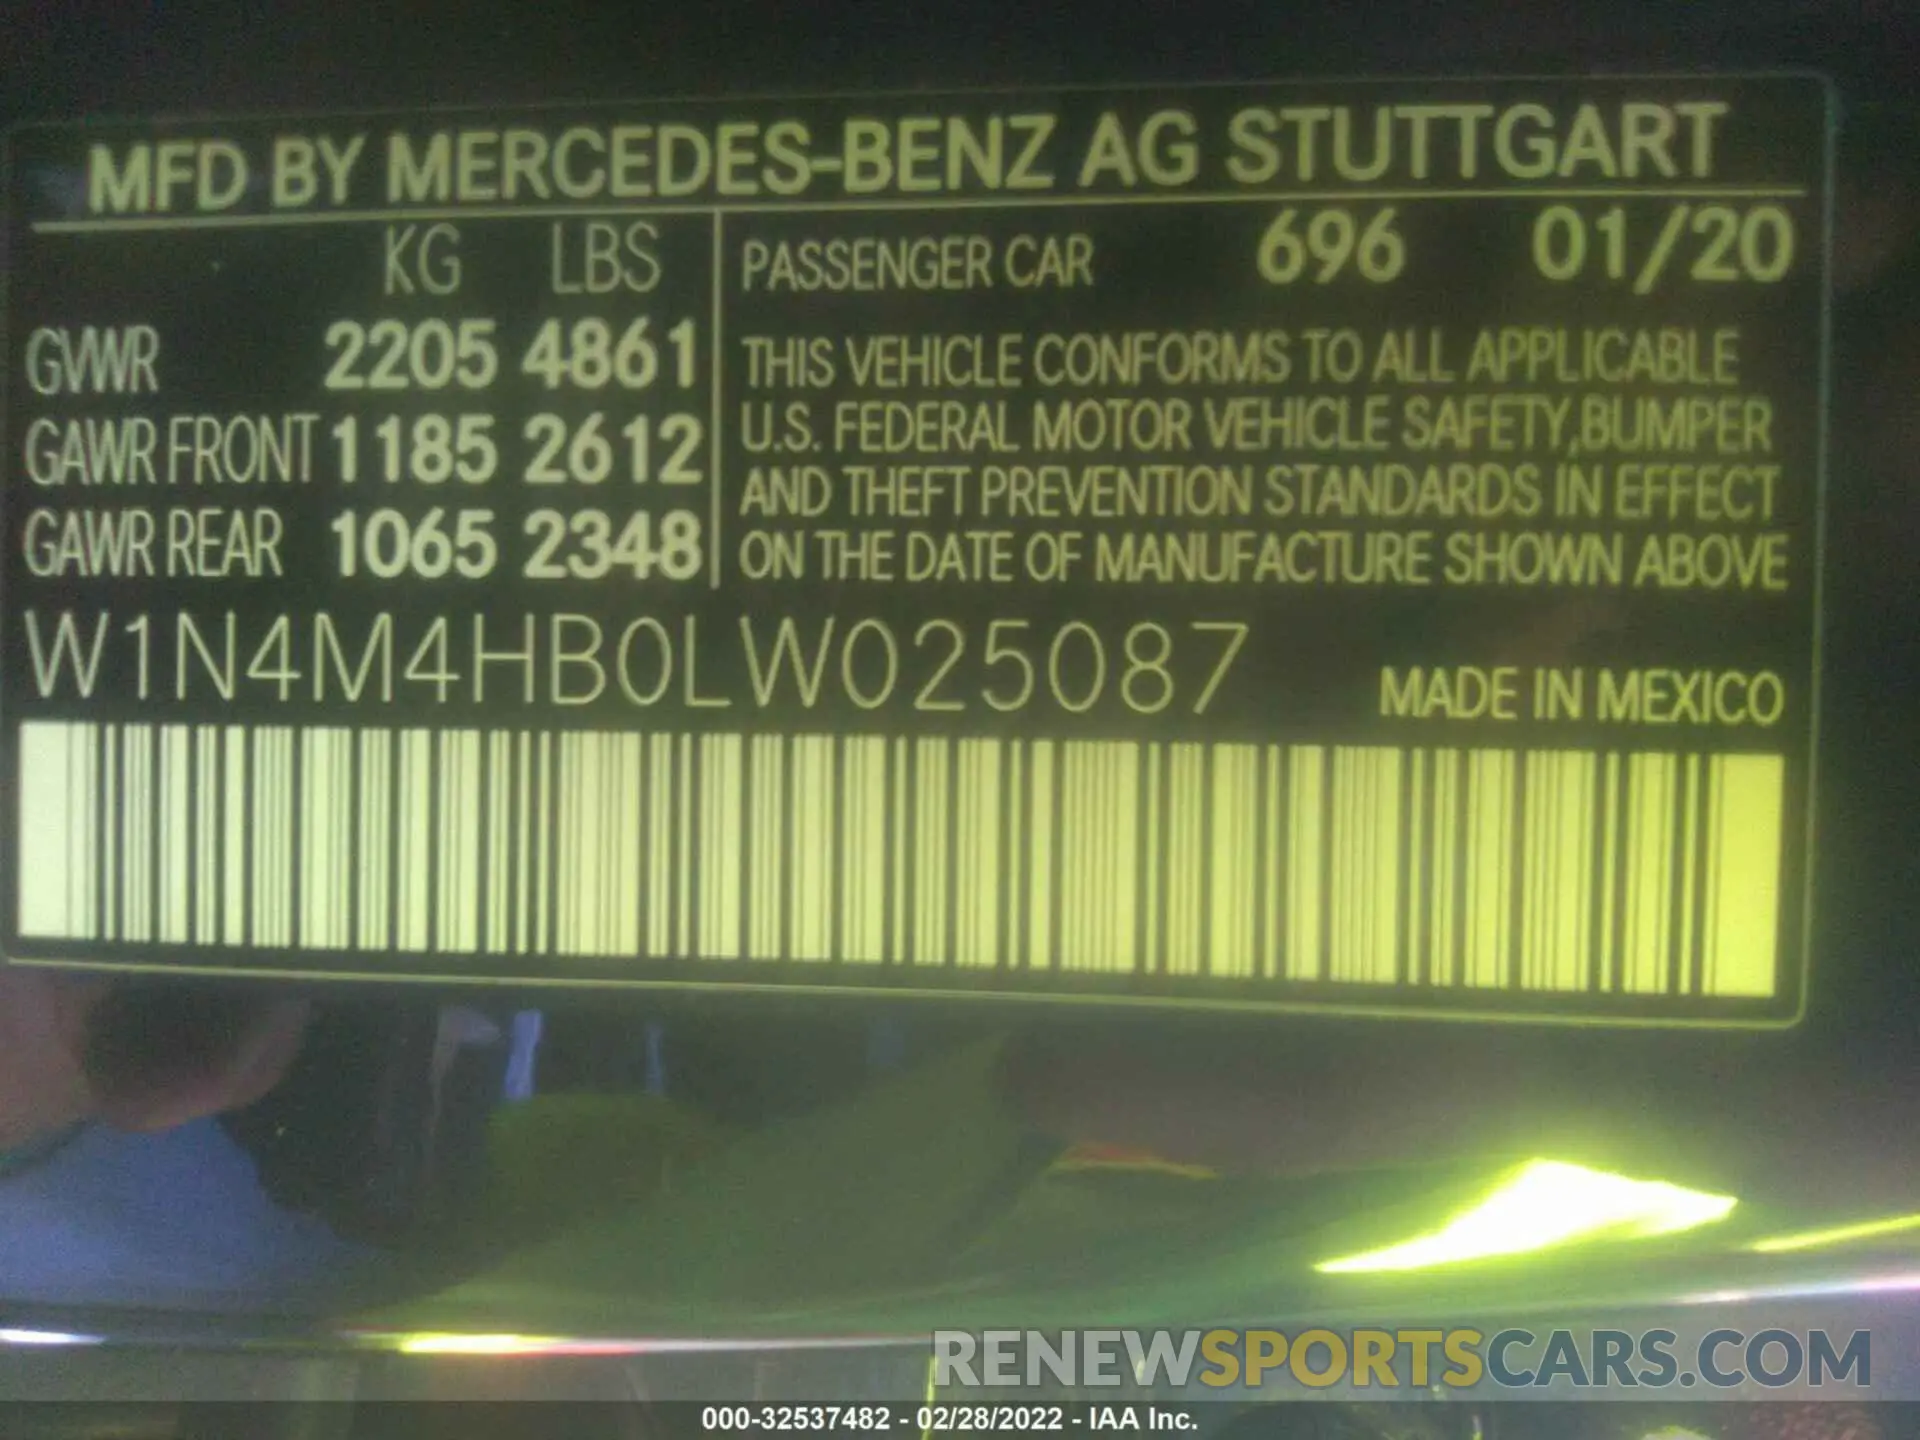 MFD BY MERCEDES-BENZ AG STUTTGART
KG LBS
GVWR 2205 4861
GAWR FRONT 1185 2612
GAWR REAR 1065 2348
PASSENGER CAR 696 01/20
THIS VEHICLE CONFORMS TO ALL APPLICABLE
U.S. FEDERAL MOTOR VEHICLE SAFETY,BUMPER
AND THEFT PREVENTION STANDARDS IN EFFECT
ON THE DATE OF MANUFACTURE SHOWN ABOVE
W1N4M4HB0LW025087
MADE IN MEXICO
RENEWSPORTSCARS.COM
000-32537482 - 02/28/2022 - IAA Inc.